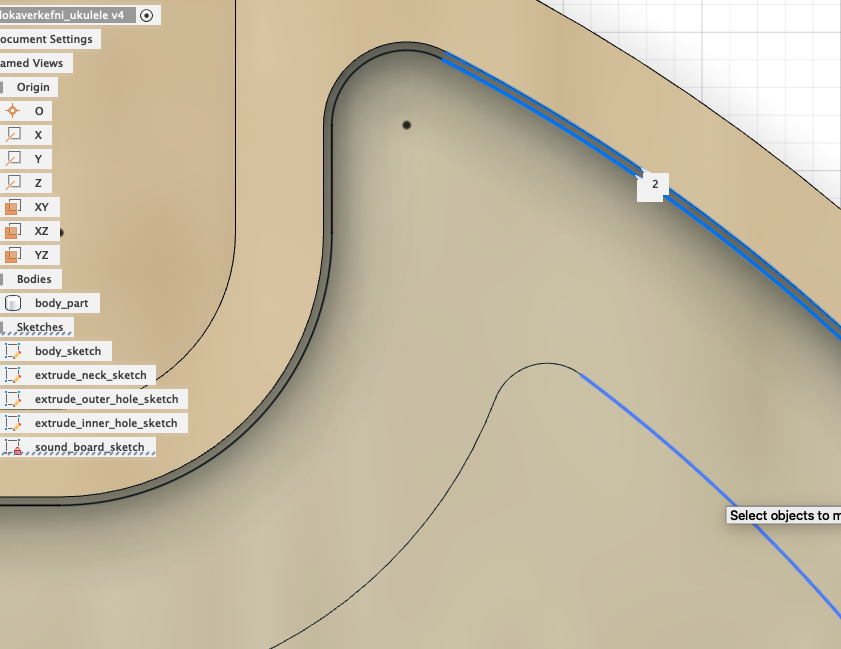 lokaverkefni_ukulele v4
ocument Settings
amed Views
Origin
O
X
Y
Z
XY
XZ
YZ
Bodies
body_part
Sketches
body_sketch
extrude_neck_sketch
extrude_outer_hole_sketch
extrude_inner_hole_sketch
sound_board_sketch
2
Select objects to m